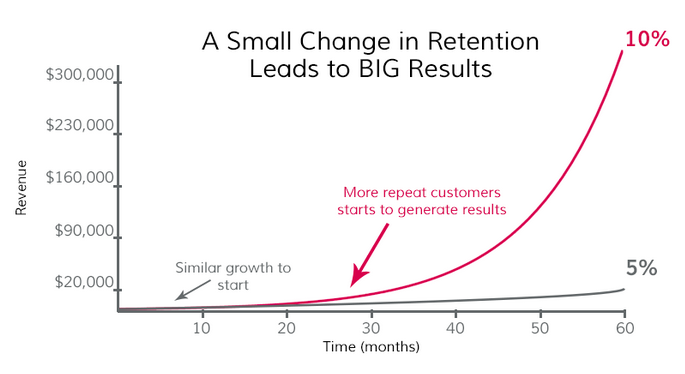 A Small Change in Retention
Leads to BIG Results
10%
$300,000
$230,000
$160,000
$90,000
$20,000
Revenue
More repeat customers
starts to generate results
Similar growth to
start
5%
10
20
30
40
50
60
Time (months)